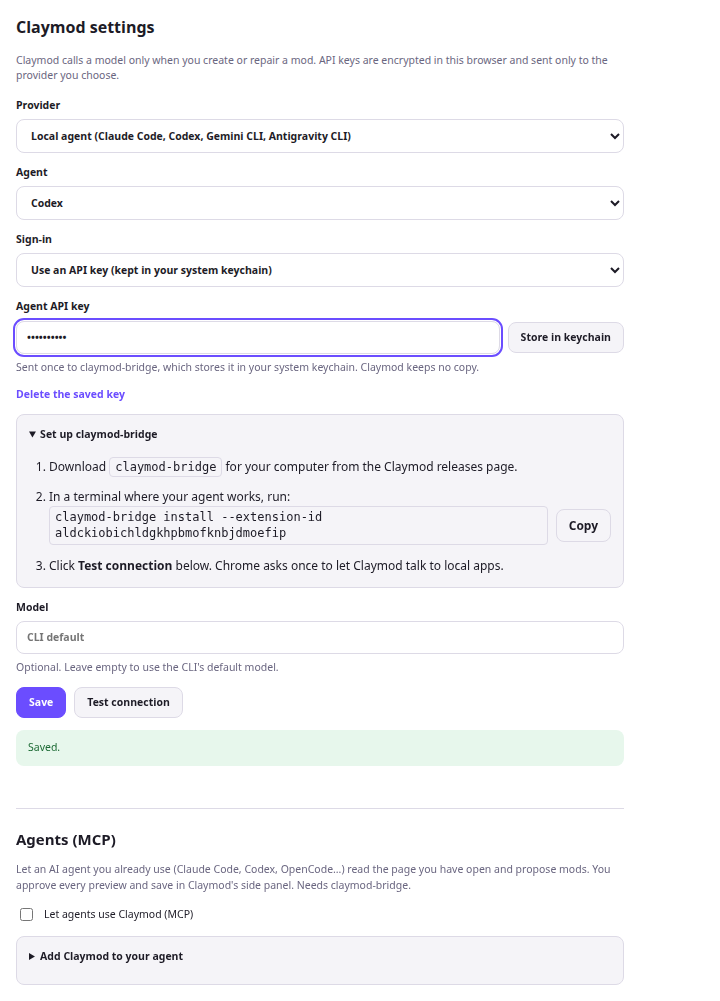 Claymod settings
Claymod calls a model only when you create or repair a mod. API keys are encrypted in this browser and sent only to the
provider you choose.
Provider
Local agent (Claude Code, Codex, Gemini CLI, Antigravity CLI)
Agent
Codex
Sign-in
Use an API key (kept in your system keychain)
Agent API key
••••••••••
Store in keychain
Sent once to claymod-bridge, which stores it in your system keychain. Claymod keeps no copy.
Delete the saved key
▼ Set up claymod-bridge
1. Download claymod-bridge for your computer from the Claymod releases page.
2. In a terminal where your agent works, run:
claymod-bridge install --extension-id
aldckiobichldgkhpbmofknbjdmoefip
Copy
3. Click Test connection below. Chrome asks once to let Claymod talk to local apps.
Model
CLI default
Optional. Leave empty to use the CLI's default model.
Save
Test connection
Saved.
Agents (MCP)
Let an AI agent you already use (Claude Code, Codex, OpenCode...) read the page you have open and propose mods. You
approve every preview and save in Claymod's side panel. Needs claymod-bridge.
Let agents use Claymod (MCP)
▶ Add Claymod to your agent